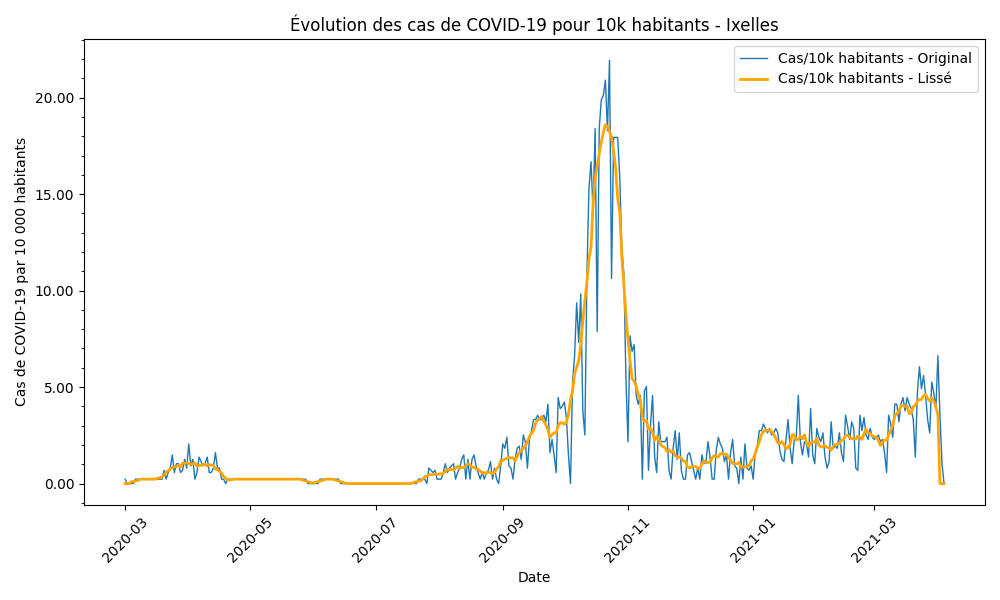 Évolution des cas de COVID-19 pour 10k habitants - Ixelles
Cas/10k habitants - Original
Cas/10k habitants - Lissé
Cas de COVID-19 par 10 000 habitants
20.00
15.00
10.00
5.00
0.00
2020-03
2020-05
2020-07
2020-09
2020-11
2021-01
2021-03
Date